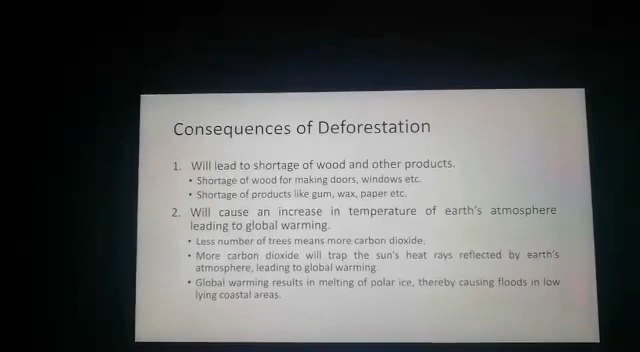 Consequences of Deforestation
1. Will lead to shortage of wood and other products.
• Shortage of wood for making doors, windows etc.
• Shortage of products like gum, wax, paper etc.
2. Will cause an increase in temperature of earth's atmosphere
leading to global warming.
• Less number of trees means more carbon dioxide.
• More carbon dioxide will trap the sun's heat rays reflected by earth's
atmosphere, leading to global warming.
• Global warming results in melting of polar ice, thereby causing floods in low
lying coastal areas.